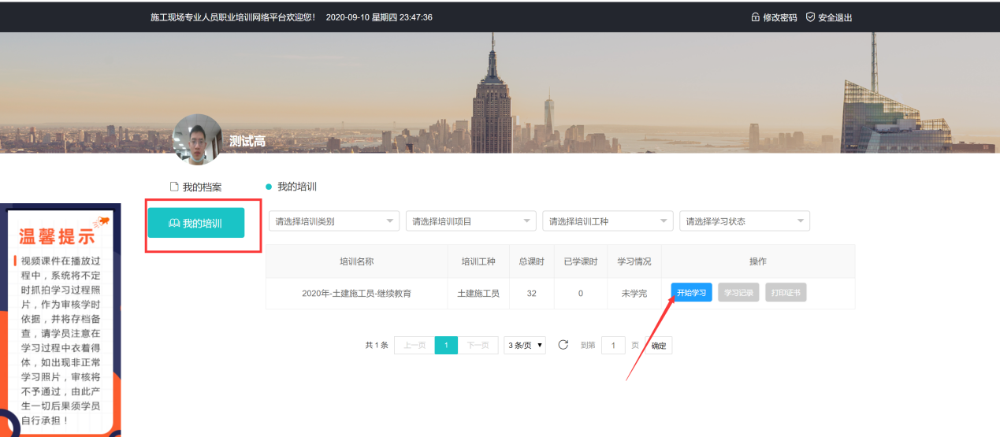 施工现场专业人员职业培训网络平台欢迎您! 2020-09-10 星期四 23:47:36
修改密码 安全退出
测试高
我的档案
我的培训
我的培训
请选择培训类别 请选择培训项目 请选择培训工种 请选择学习状态
培训名称 培训工种 总课时 已学课时 学习情况 操作
2020年-土建施工员-继续教育 土建施工员 32 0 未学完 开始学习 学习记录 打印证书
共 1 条 上一页 1 下一页 3 条/页 到第 1 页 确定
温馨提示
视频课件在播放过
程中，系统将不定
时抓拍学习过程照
片，作为审核学时
依据，并将存档备
查，请学员注意在
学习过程中衣着得
体，如出现非正常
学习照片，审核将
不予通过，由此产
生一切后果须学员
自行承担！